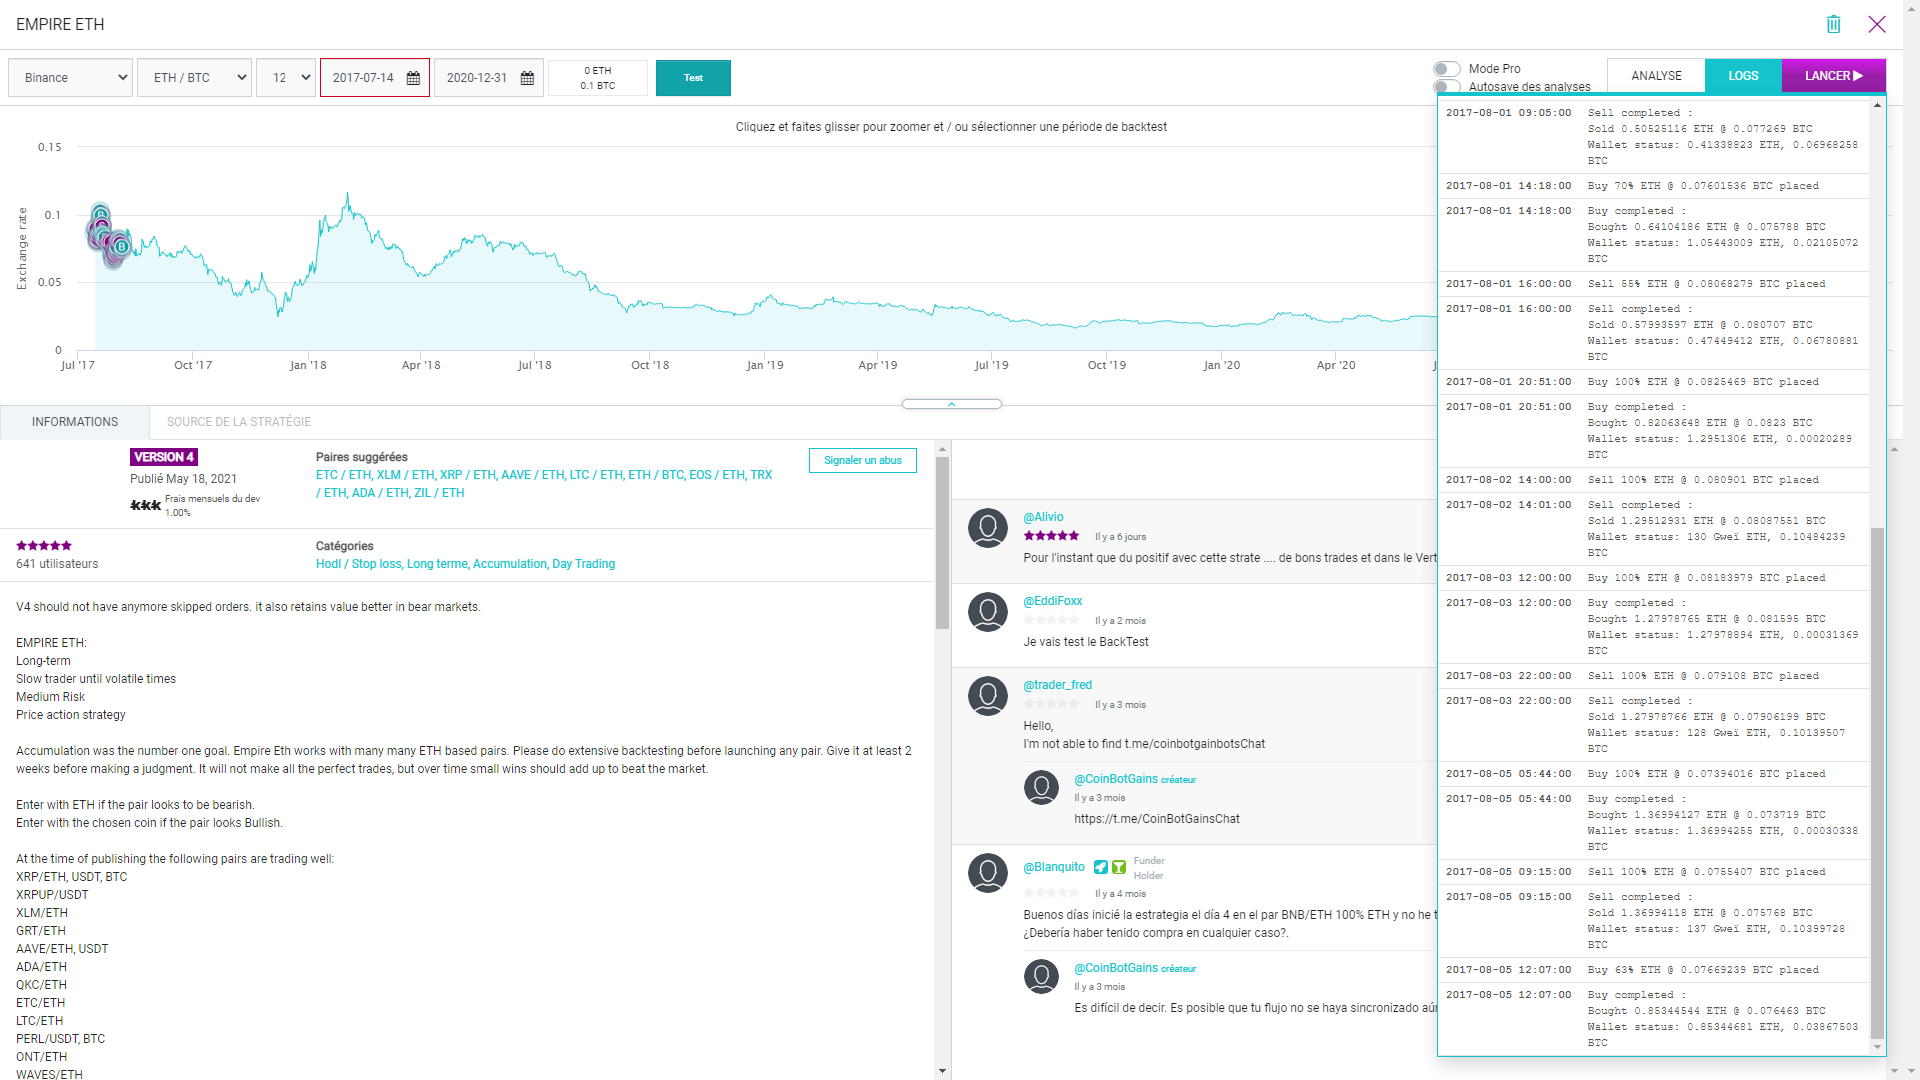 EMPIRE ETH
Binance
ETH / BTC
12
2017-07-14
2020-12-31
0 ETH
0.1 BTC
Test
Mode Pro
Autosave des analyses
ANALYSE
LOGS
LANCER
Cliquez et faites glisser pour zoomer et / ou sélectionner une période de backtest
Exchange rate
0.15
0.1
0.05
0
B
Jul '17
Oct '17
Jan '18
Apr '18
Jul '18
Oct '18
Jan '19
Apr '19
Jul '19
Oct '19
Jan '20
Apr '20
INFORMATIONS
SOURCE DE LA STRATÉGIE
VERSION 4
Publié May 18, 2021
Frais mensuels du dev
1.00%
Paires suggérées
ETC / ETH, XLM / ETH, XRP / ETH, AAVE / ETH, LTC / ETH, ETH / BTC, EOS / ETH, TRX
/ ETH, ADA / ETH, ZIL / ETH
Signaler un abus
641 utilisateurs
Catégories
Hodl / Stop loss, Long terme, Accumulation, Day Trading
V4 should not have anymore skipped orders. it also retains value better in bear markets.
EMPIRE ETH:
Long-term
Slow trader until volatile times
Medium Risk
Price action strategy
Accumulation was the number one goal. Empire Eth works with many many ETH based pairs. Please do extensive backtesting before launching any pair. Give it at least 2
weeks before making a judgment. It will not make all the perfect trades, but over time small wins should add up to beat the market.
Enter with ETH if the pair looks to be bearish.
Enter with the chosen coin if the pair looks Bullish.
At the time of publishing the following pairs are trading well:
XRP/ETH, USDT, BTC
XRPUP/USDT
XLM/ETH
GRT/ETH
AAVE/ETH, USDT
ADA/ETH
QKC/ETH
ETC/ETH
LTC/ETH
PERL/USDT, BTC
ONT/ETH
WAVES/ETH
@Alivio
Il y a 6 jours
Pour l'instant que du positif avec cette strate .... de bons trades et dans le Vert
@EddiFoxx
Il y a 2 mois
Je vais test le BackTest
@trader_fred
Il y a 3 mois
Hello,
I'm not able to find t.me/coinbotgainbotsChat
@CoinBotGains créateur
Il y a 3 mois
https://t.me/CoinBotGainsChat
@Blanquito
Funder
Holder
Il y a 4 mois
Buenos días inicié la estrategia el día 4 en el par BNB/ETH 100% ETH y no he t
¿Debería haber tenido compra en cualquier caso?.
@CoinBotGains créateur
Il y a 3 mois
Es difícil de decir. Es posible que tu flujo no se haya sincronizado aún
2017-08-01 09:05:00 Sell completed :
Sold 0.50525116 ETH @ 0.077269 BTC
Wallet status: 0.41338823 ETH, 0.06968258
BTC
2017-08-01 14:18:00 Buy 70% ETH @ 0.07601536 BTC placed
2017-08-01 14:18:00 Buy completed :
Bought 0.64104186 ETH @ 0.075788 BTC
Wallet status: 1.05443009 ETH, 0.02105072
BTC
2017-08-01 16:00:00 Sell 55% ETH @ 0.08068279 BTC placed
2017-08-01 16:00:00 Sell completed :
Sold 0.57993597 ETH @ 0.080707 BTC
Wallet status: 0.47449412 ETH, 0.06780881
BTC
2017-08-01 20:51:00 Buy 100% ETH @ 0.0825469 BTC placed
2017-08-01 20:51:00 Buy completed :
Bought 0.82063648 ETH @ 0.0823 BTC
Wallet status: 1.2951306 ETH, 0.00020289
BTC
2017-08-02 14:00:00 Sell 100% ETH @ 0.080901 BTC placed
2017-08-02 14:01:00 Sell completed :
Sold 1.29512931 ETH @ 0.08087551 BTC
Wallet status: 130 Gweï ETH, 0.10484239
BTC
2017-08-03 12:00:00 Buy 100% ETH @ 0.08183979 BTC placed
2017-08-03 12:00:00 Buy completed :
Bought 1.27978765 ETH @ 0.081595 BTC
Wallet status: 1.27978894 ETH, 0.00031369
BTC
2017-08-03 22:00:00 Sell 100% ETH @ 0.079108 BTC placed
2017-08-03 22:00:00 Sell completed :
Sold 1.27978766 ETH @ 0.07906199 BTC
Wallet status: 128 Gweï ETH, 0.10139507
BTC
2017-08-05 05:44:00 Buy 100% ETH @ 0.07394016 BTC placed
2017-08-05 05:44:00 Buy completed :
Bought 1.36994127 ETH @ 0.073719 BTC
Wallet status: 1.36994255 ETH, 0.00030338
BTC
2017-08-05 09:15:00 Sell 100% ETH @ 0.0755407 BTC placed
2017-08-05 09:15:00 Sell completed :
Sold 1.36994118 ETH @ 0.075768 BTC
Wallet status: 137 Gweï ETH, 0.10399728
BTC
2017-08-05 12:07:00 Buy 63% ETH @ 0.07669239 BTC placed
2017-08-05 12:07:00 Buy completed :
Bought 0.85344544 ETH @ 0.076463 BTC
Wallet status: 0.85344681 ETH, 0.03867503
BTC